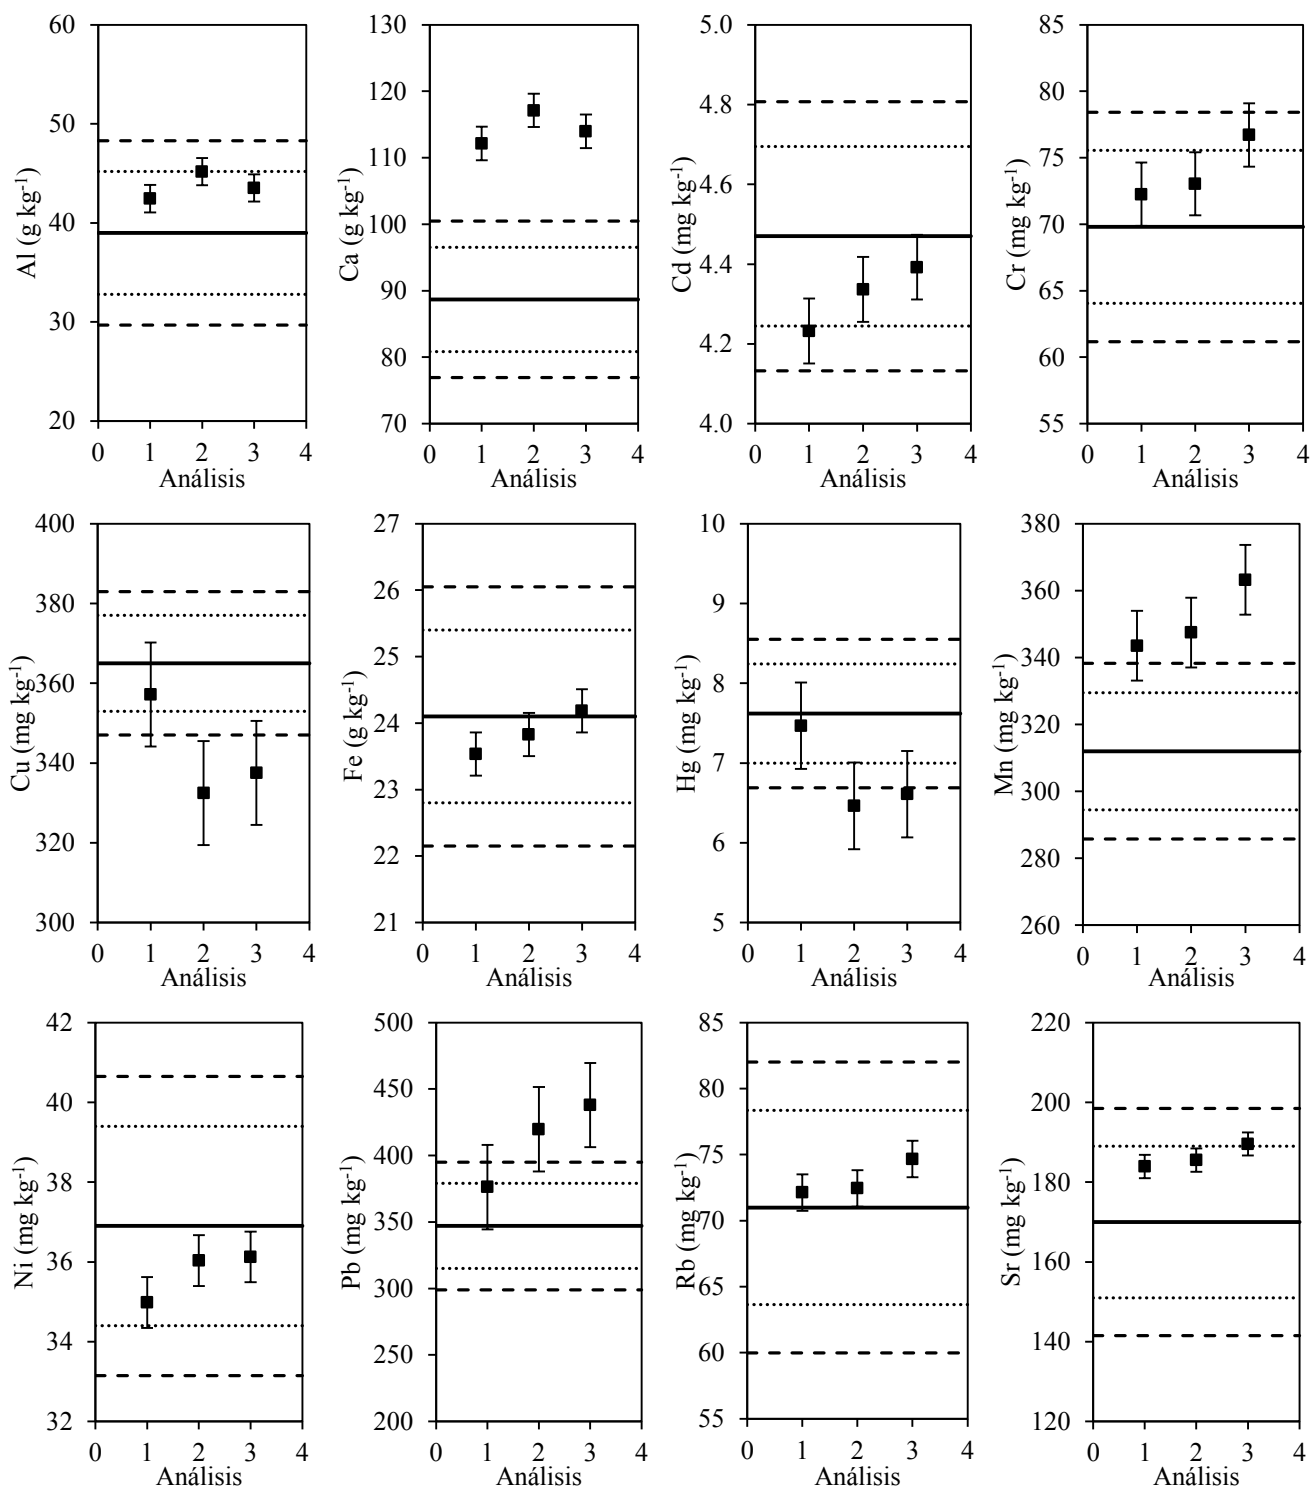 60
50
40
30
20
Al (g kg-1)
0 1 2 3 4
Análisis
130
120
110
100
90
80
70
Ca (g kg-1)
0 1 2 3 4
Análisis
5.0
4.8
4.6
4.4
4.2
4.0
Cd (mg kg-1)
0 1 2 3 4
Análisis
85
80
75
70
65
60
55
Cr (mg kg-1)
0 1 2 3 4
Análisis
400
380
360
340
320
300
Cu (mg kg-1)
0 1 2 3 4
Análisis
27
26
25
24
23
22
21
Fe (g kg-1)
0 1 2 3 4
Análisis
10
9
8
7
6
5
Hg (mg kg-1)
0 1 2 3 4
Análisis
380
360
340
320
300
280
260
Mn (mg kg-1)
0 1 2 3 4
Análisis
42
40
38
36
34
32
Ni (mg kg-1)
0 1 2 3 4
Análisis
500
450
400
350
300
250
200
Pb (mg kg-1)
0 1 2 3 4
Análisis
85
80
75
70
65
60
55
Rb (mg kg-1)
0 1 2 3 4
Análisis
220
200
180
160
140
120
Sr (mg kg-1)
0 1 2 3 4
Análisis